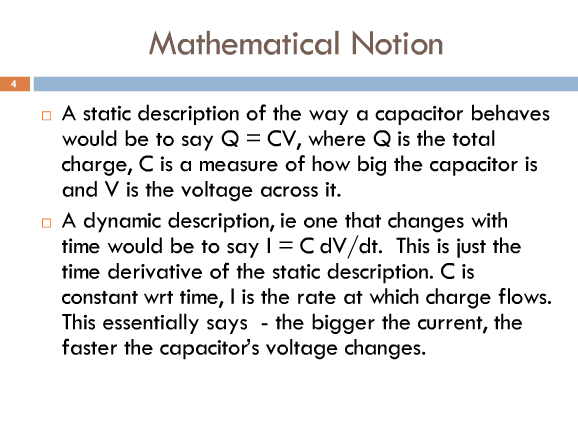 Mathematical Notion
4
A static description of the way a capacitor behaves
would be to say Q = CV, where Q is the total
charge, C is a measure of how big the capacitor is
and V is the voltage across it.
A dynamic description, ie one that changes with
time would be to say I = C dV/dt.  This is just the
time derivative of the static description. C is
constant wrt time, I is the rate at which charge flows.
This essentially says  - the bigger the current, the
faster the capacitor's voltage changes.